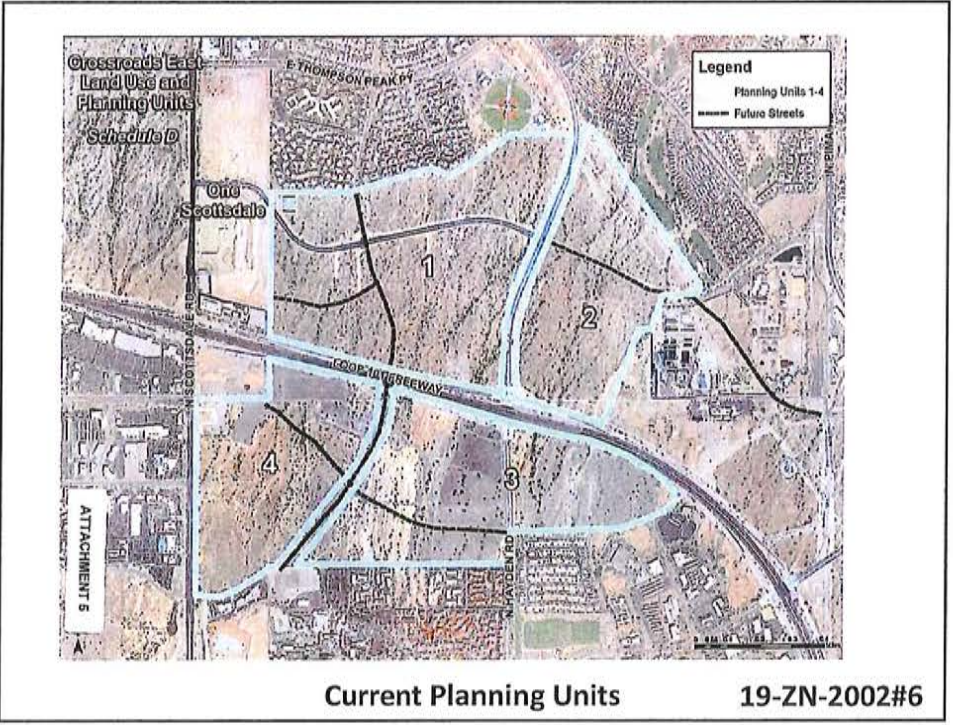 Crossroads East
Land Use and
Planning Units
Schedule D
E THOMPSON PEAK PY
Legend
Planning Units 1-4
Future Streets
One
Scottsdale
1
2
N SCOTTSDALE RD
LOOP 101 FREEWAY
4
3
N HAYDEN RD
ATTACHMENT 5
Current Planning Units
19-ZN-2002#6